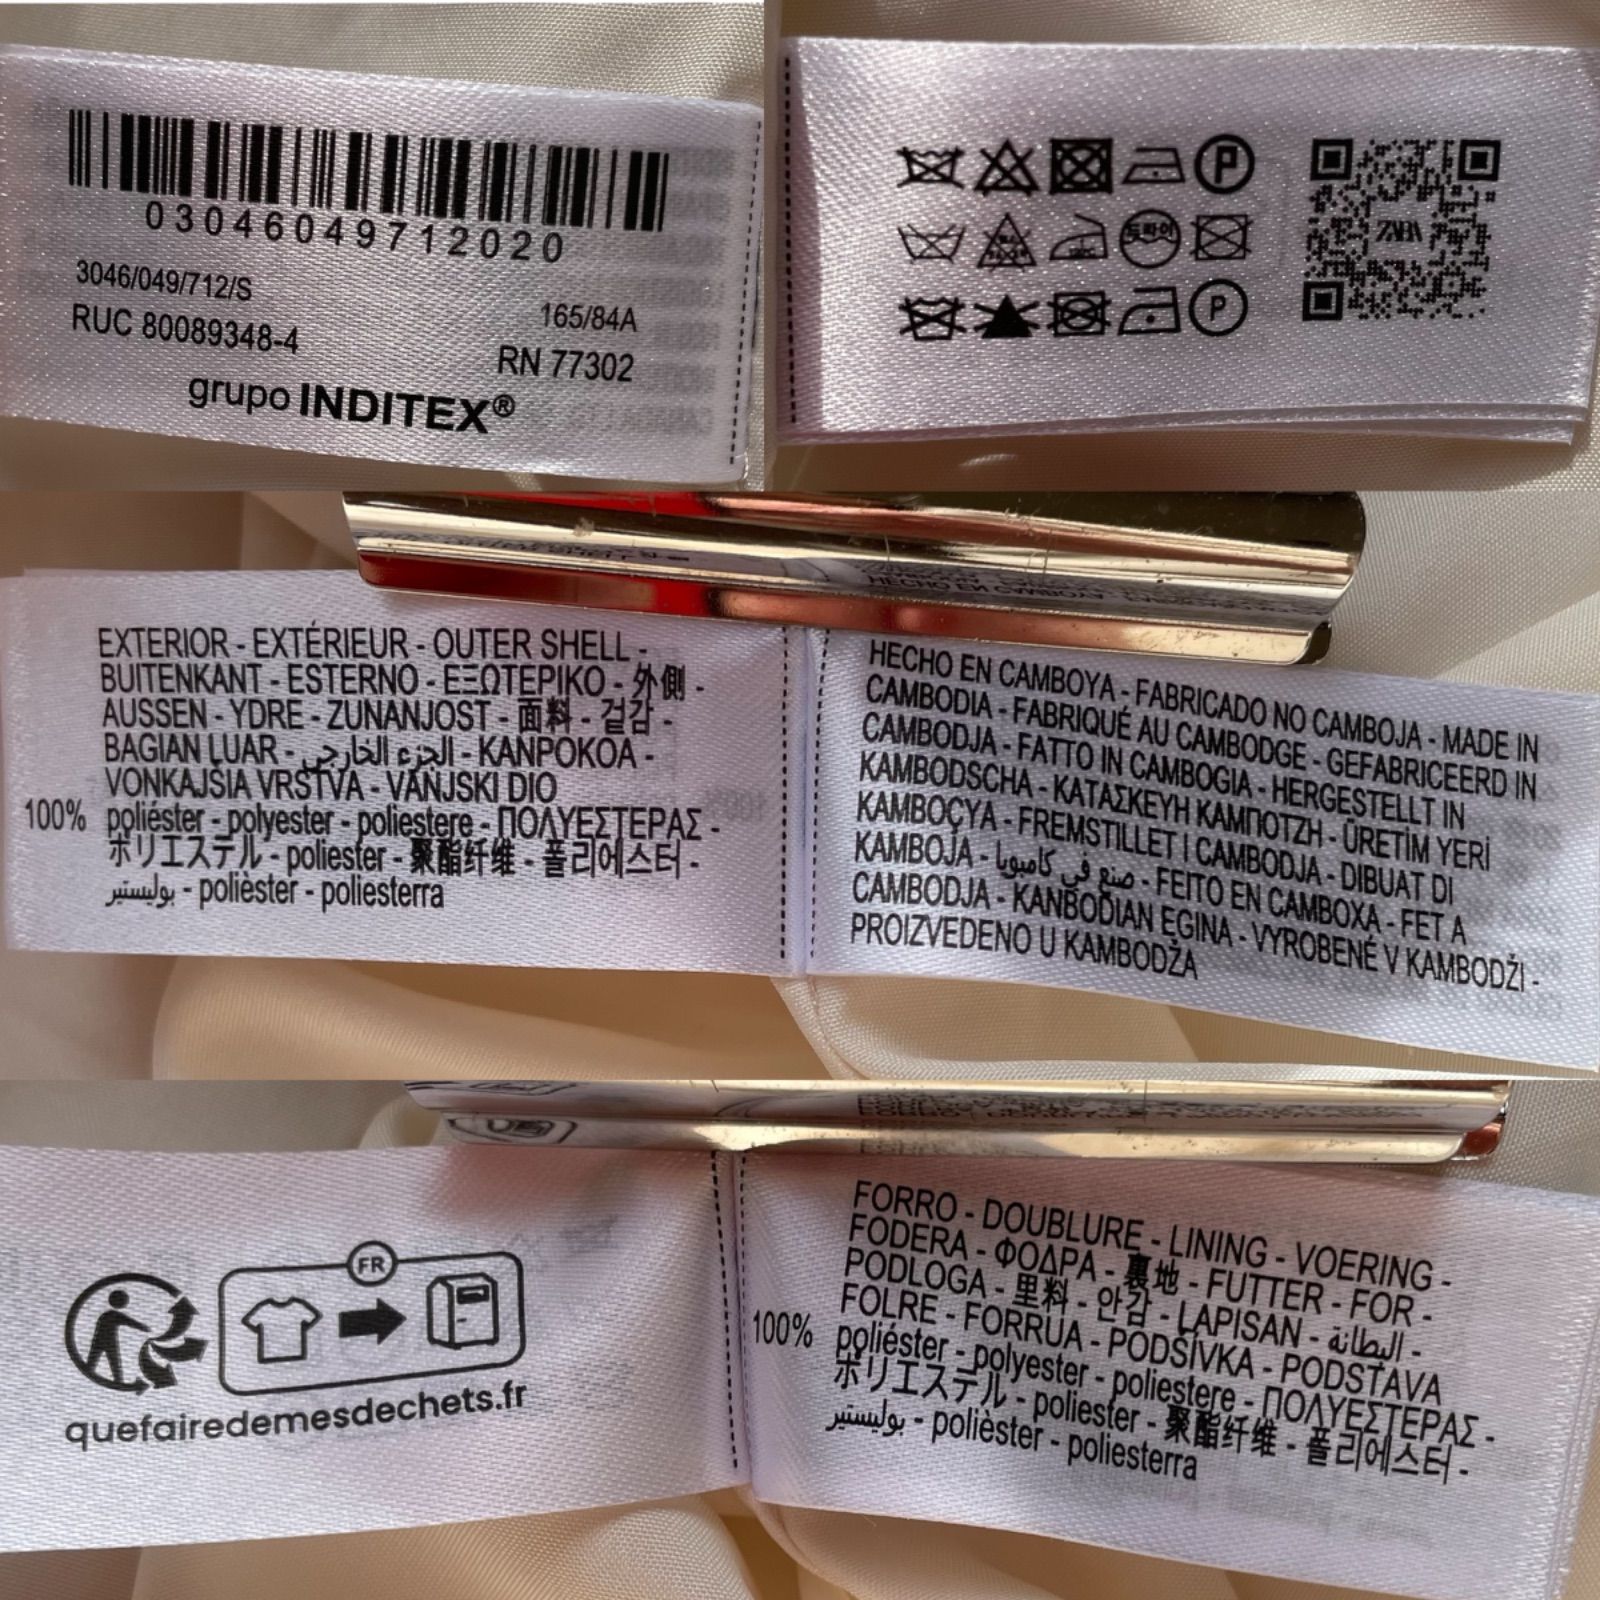 03046049712020
3046/049/712/S
165/84A
RUC 80089348-4
RN 77302
grupo INDITEX®
P
드라이
P
ZARA
EXTERIOR - EXTÉRIEUR - OUTER SHELL -
BUITENKANT - ESTERNO - ΕΞΩΤΕΡΙΚΟ - 外側 -
AUSSEN - YDRE - ZUNANJOST - 面料 - 겉감 -
BAGIAN LUAR - الجزء الخارجي - KANPOKOA -
VONKAJŠIA VRSTVA - VANJSKI DIO
100% poliéster - polyester - poliestere - ΠΟΛΥΕΣΤΕΡΑΣ -
ポリエステル - poliester - 聚酯纤维 - 폴리에스터 -
بوليستير - polièster - poliesterra
HECHO EN CAMBOYA - FABRICADO NO CAMBOJA - MADE IN
CAMBODIA - FABRIQUÉ AU CAMBODGE - GEFABRICEERD IN
CAMBODJA - FATTO IN CAMBOGIA - HERGESTELLT IN
KAMBODSCHA - ΚΑΤΑΣΚΕΥΗ ΚΑΜΠΟΤΖΗ - ÜRETİM YERİ
KAMBOÇYA - FREMSTILLET I CAMBODJA - DIBUAT DI
KAMBOJA - صنع في كامبوديا - FEITO EN CAMBOXA - FET A
CAMBODJA - KANBODIAN EGINA - VYROBENÉ V KAMBODŽI -
PROIZVEDENO U KAMBODŽA
FR
quefairedemesdechets.fr
FORRO - DOUBLURE - LINING - VOERING -
FODERA - ΦΟΔΡΑ - 裏地 - FUTTER - FOR -
PODLOGA - 里料 - 안감 - LAPISAN - البطانة -
FOLRE - FORRUA - PODŠÍVKA - PODSTAVA
100% poliéster - polyester - poliestere - ΠΟΛΥΕΣΤΕΡΑΣ -
ポリエステル - poliester - 聚酯纤维 - 폴리에스터 -
بوليستير - polièster - poliesterra